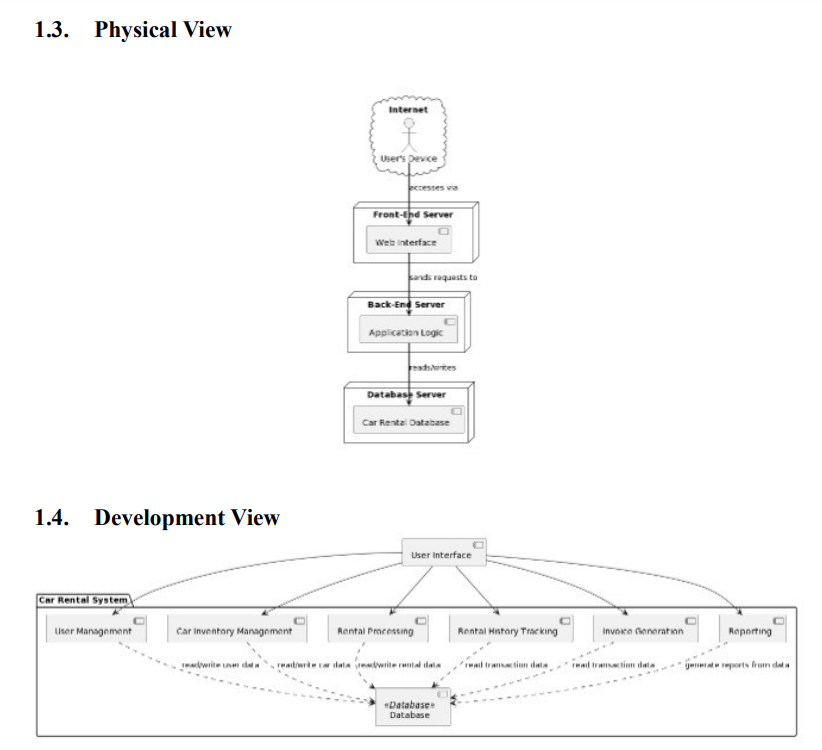 1.3. Physical View
Internet
User's Device
accesses via
Front-End Server
Web Interface
sends requests to
Back-End Server
Application Logic
reads/writes
Database Server
Car Rental Database
1.4. Development View
User Interface
Car Rental System
User Management Car Inventory Management Rental Processing Rental History Tracking Invoice Generation Reporting
read/write user data read/write car data read/write rental data read transaction data read transaction data generate reports from data
«Database»
Database